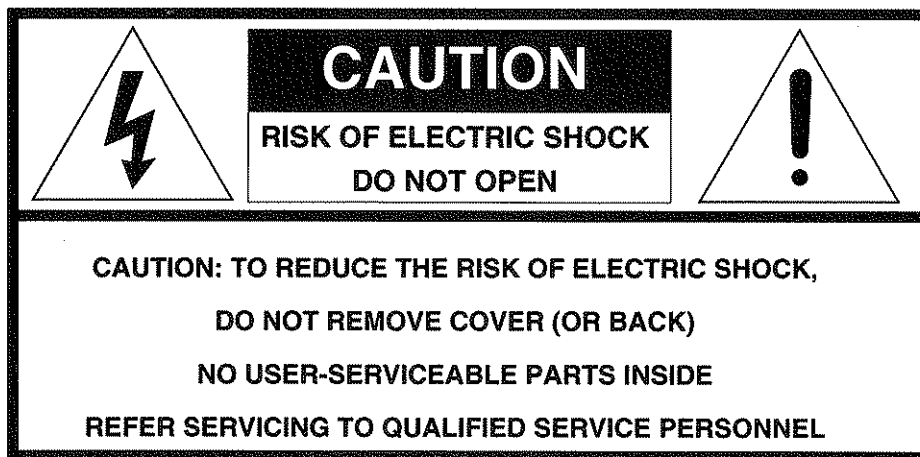 CAUTION
RISK OF ELECTRIC SHOCK
DO NOT OPEN
CAUTION: TO REDUCE THE RISK OF ELECTRIC SHOCK,
DO NOT REMOVE COVER (OR BACK)
NO USER-SERVICEABLE PARTS INSIDE
REFER SERVICING TO QUALIFIED SERVICE PERSONNEL